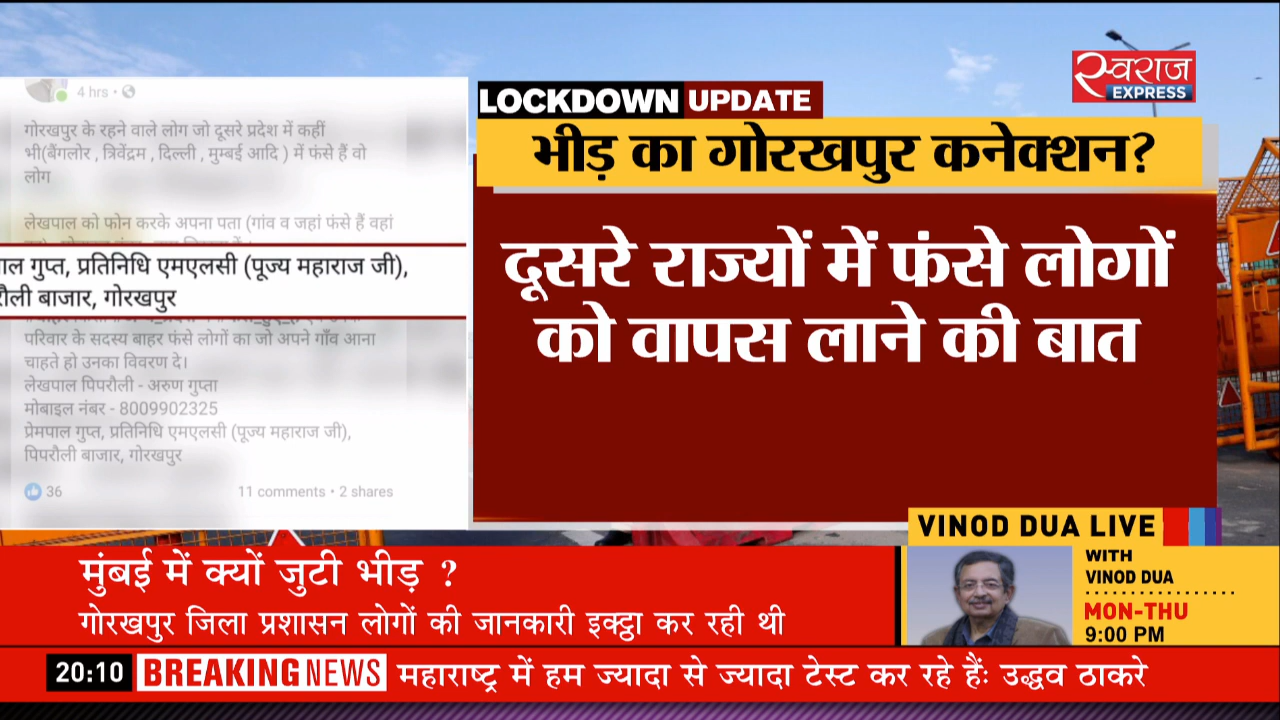 स्वराज
EXPRESS
LOCKDOWN UPDATE
भीड़ का गोरखपुर कनेक्शन?
दूसरे राज्यों में फंसे लोगों
को वापस लाने की बात
4 hrs
गोरखपुर के रहने वाले लोग जो दूसरे प्रदेश में कहीं
भी(बैंगलोर , त्रिवेंद्रम , दिल्ली , मुम्बई आदि ) में फंसे हैं वो
लोग
लेखपाल को फोन करके अपना पता (गांव व जहां फंसे हैं वहां
पाल गुप्त, प्रतिनिधि एमएलसी (पूज्य महाराज जी),
रौली बाजार, गोरखपुर
परिवार के सदस्य बाहर फंसे लोगों का जो अपने गाँव आना
चाहते हो उनका विवरण दे।
लेखपाल पिपरौली - अरुण गुप्ता
मोबाइल नंबर - 8009902325
प्रेमपाल गुप्त, प्रतिनिधि एमएलसी (पूज्य महाराज जी),
पिपरौली बाजार, गोरखपुर
36 11 comments • 2 shares
VINOD DUA LIVE
WITH
VINOD DUA
MON-THU
9:00 PM
मुंबई में क्यों जुटी भीड़ ?
गोरखपुर जिला प्रशासन लोगों की जानकारी इक्ट्ठा कर रही थी
20:10 BREAKING NEWS महाराष्ट्र में हम ज्यादा से ज्यादा टेस्ट कर रहे हैंः उद्धव ठाकरे